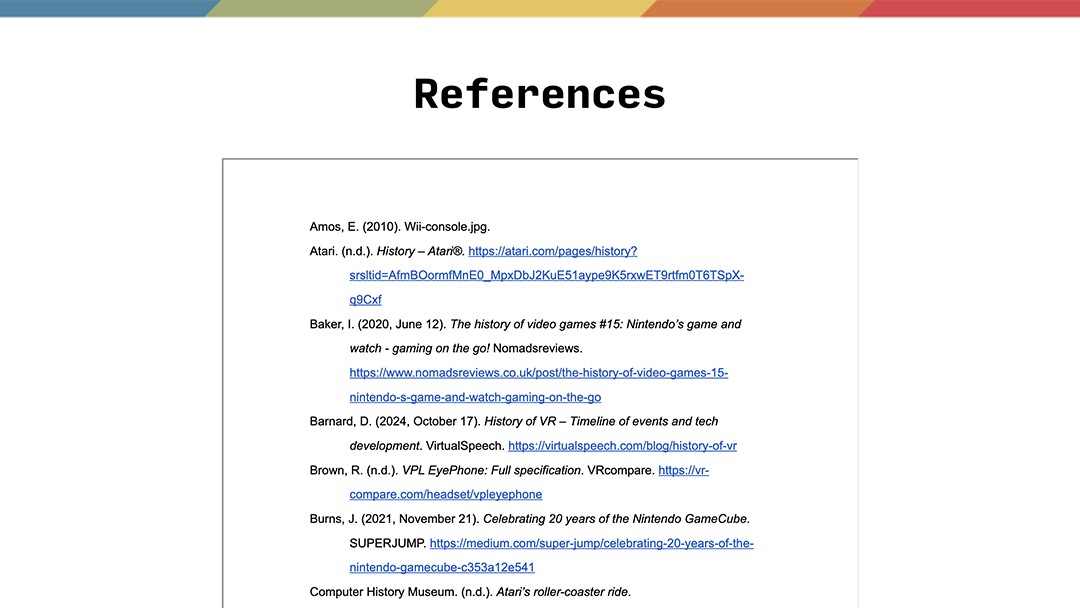 References
Amos, E. (2010). Wii-console.jpg.
Atari. (n.d.). History – Atari®. https://atari.com/pages/history?
srsltid=AfmBOormfMnE0_MpxDbJ2KuE51aype9K5rxwET9rtfm0T6TSpX-
q9Cxf
Baker, I. (2020, June 12). The history of video games #15: Nintendo’s game and
watch - gaming on the go! Nomadsreviews.
https://www.nomadsreviews.co.uk/post/the-history-of-video-games-15-
nintendo-s-game-and-watch-gaming-on-the-go
Barnard, D. (2024, October 17). History of VR – Timeline of events and tech
development. VirtualSpeech. https://virtualspeech.com/blog/history-of-vr
Brown, R. (n.d.). VPL EyePhone: Full specification. VRcompare. https://vr-
compare.com/headset/vpleyephone
Burns, J. (2021, November 21). Celebrating 20 years of the Nintendo GameCube.
SUPERJUMP. https://medium.com/super-jump/celebrating-20-years-of-the-
nintendo-gamecube-c353a12e541
Computer History Museum. (n.d.). Atari’s roller-coaster ride.